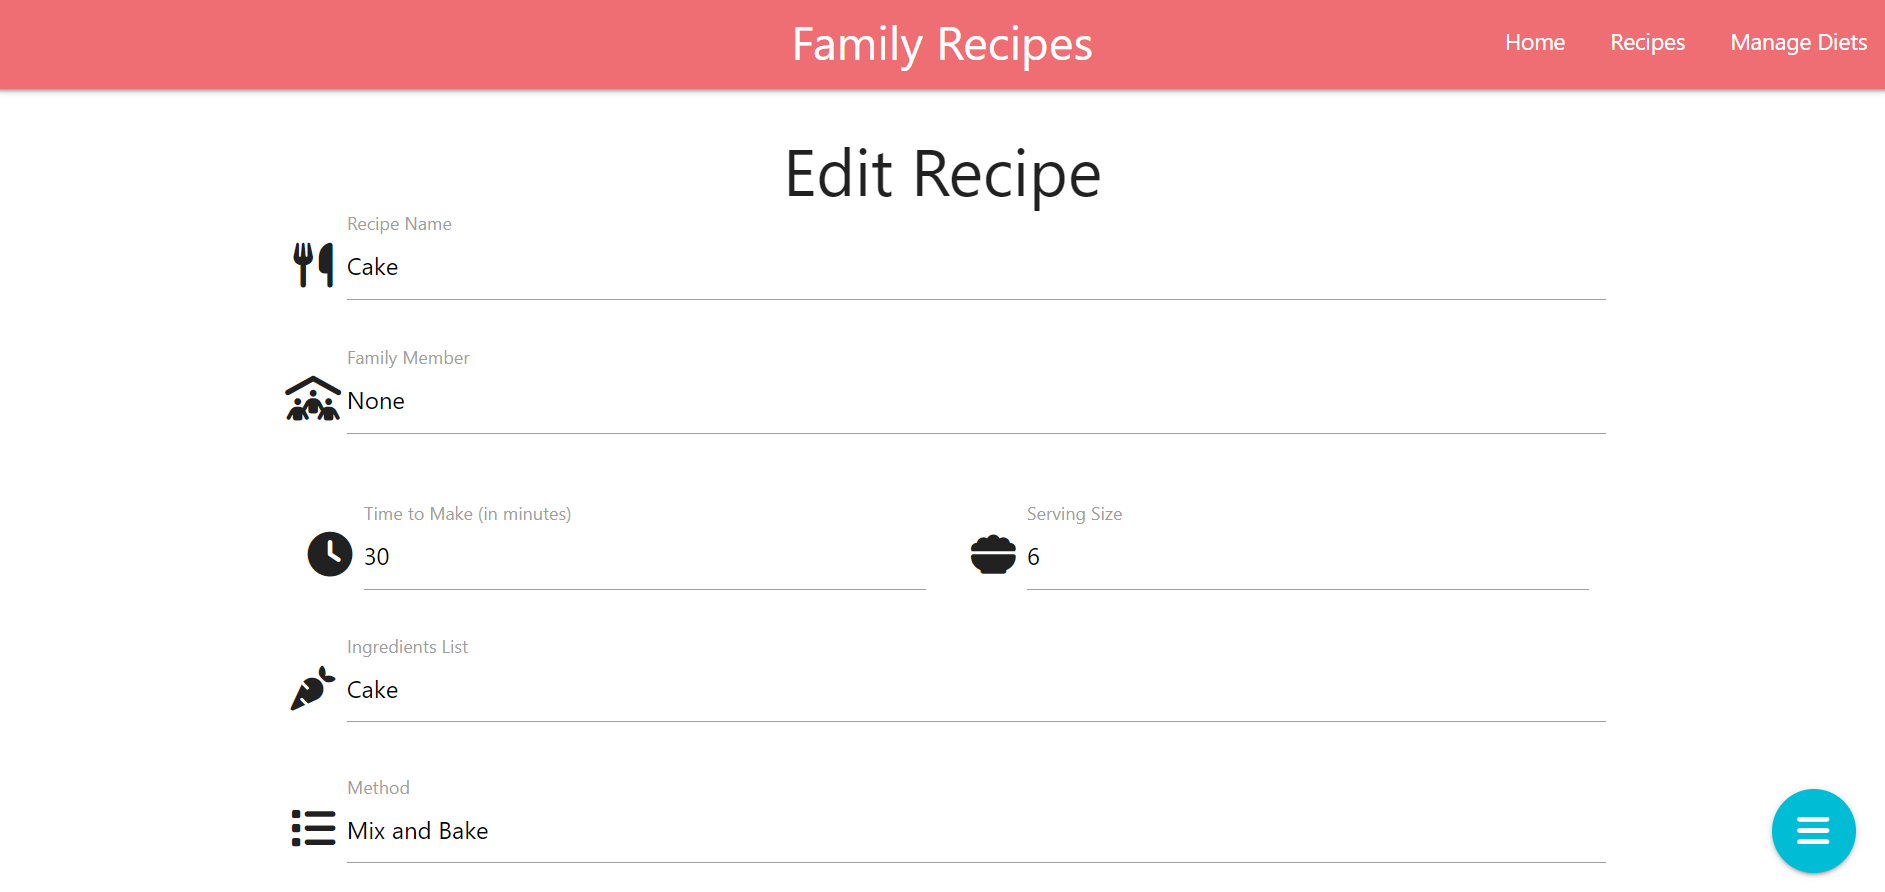 Family Recipes
Home Recipes Manage Diets
Edit Recipe
Recipe Name
Cake
Family Member
None
Time to Make (in minutes) Serving Size
30 6
Ingredients List
Cake
Method
Mix and Bake